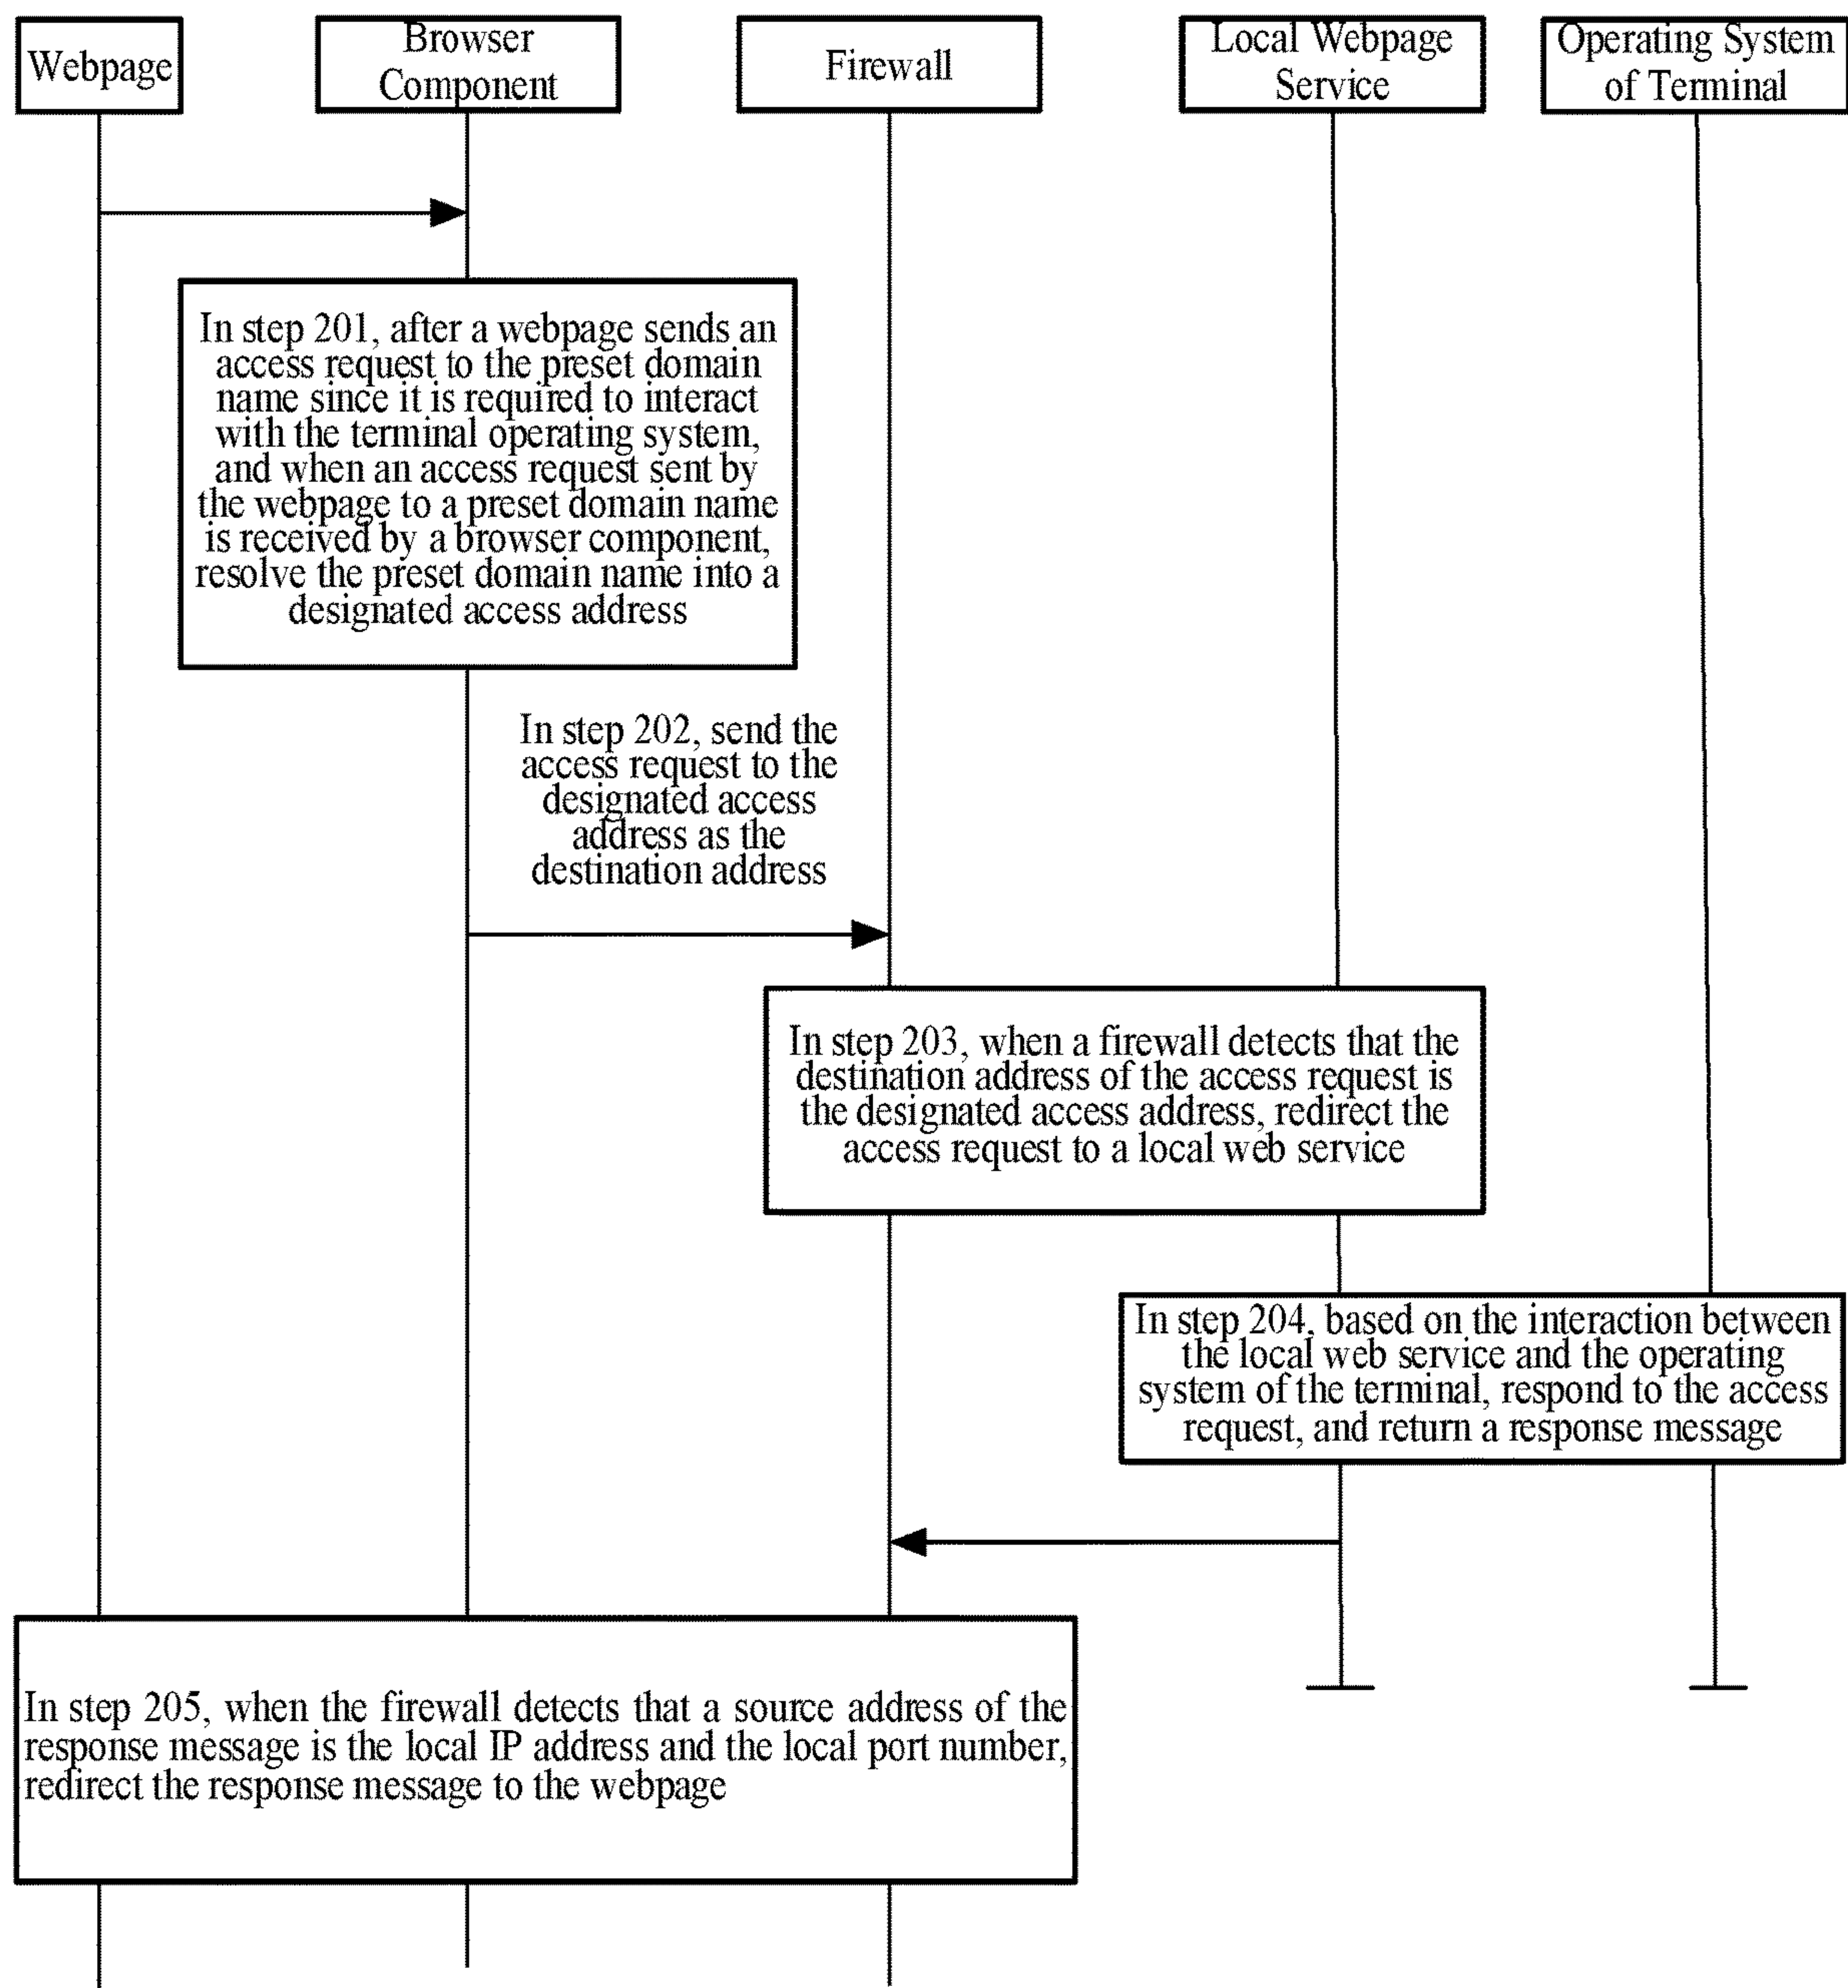 Webpage
Browser
Component
Firewall
Local Webpage
Service
Operating System
of Terminal
In step 201, after a webpage sends an
access request to the preset domain
name since it is required to interact
with the terminal operating system,
and when an access request sent by
the webpage to a preset domain name
is received by a browser component,
resolve the preset domain name into a
designated access address
In step 202, send the
access request to the
designated access
address as the
destination address
In step 203, when a firewall detects that the
destination address of the access request is
the designated access address, redirect the
access request to a local web service
In step 204, based on the interaction between
the local web service and the operating
system of the terminal, respond to the access
request, and return a response message
In step 205, when the firewall detects that a source address of the
response message is the local IP address and the local port number,
redirect the response message to the webpage